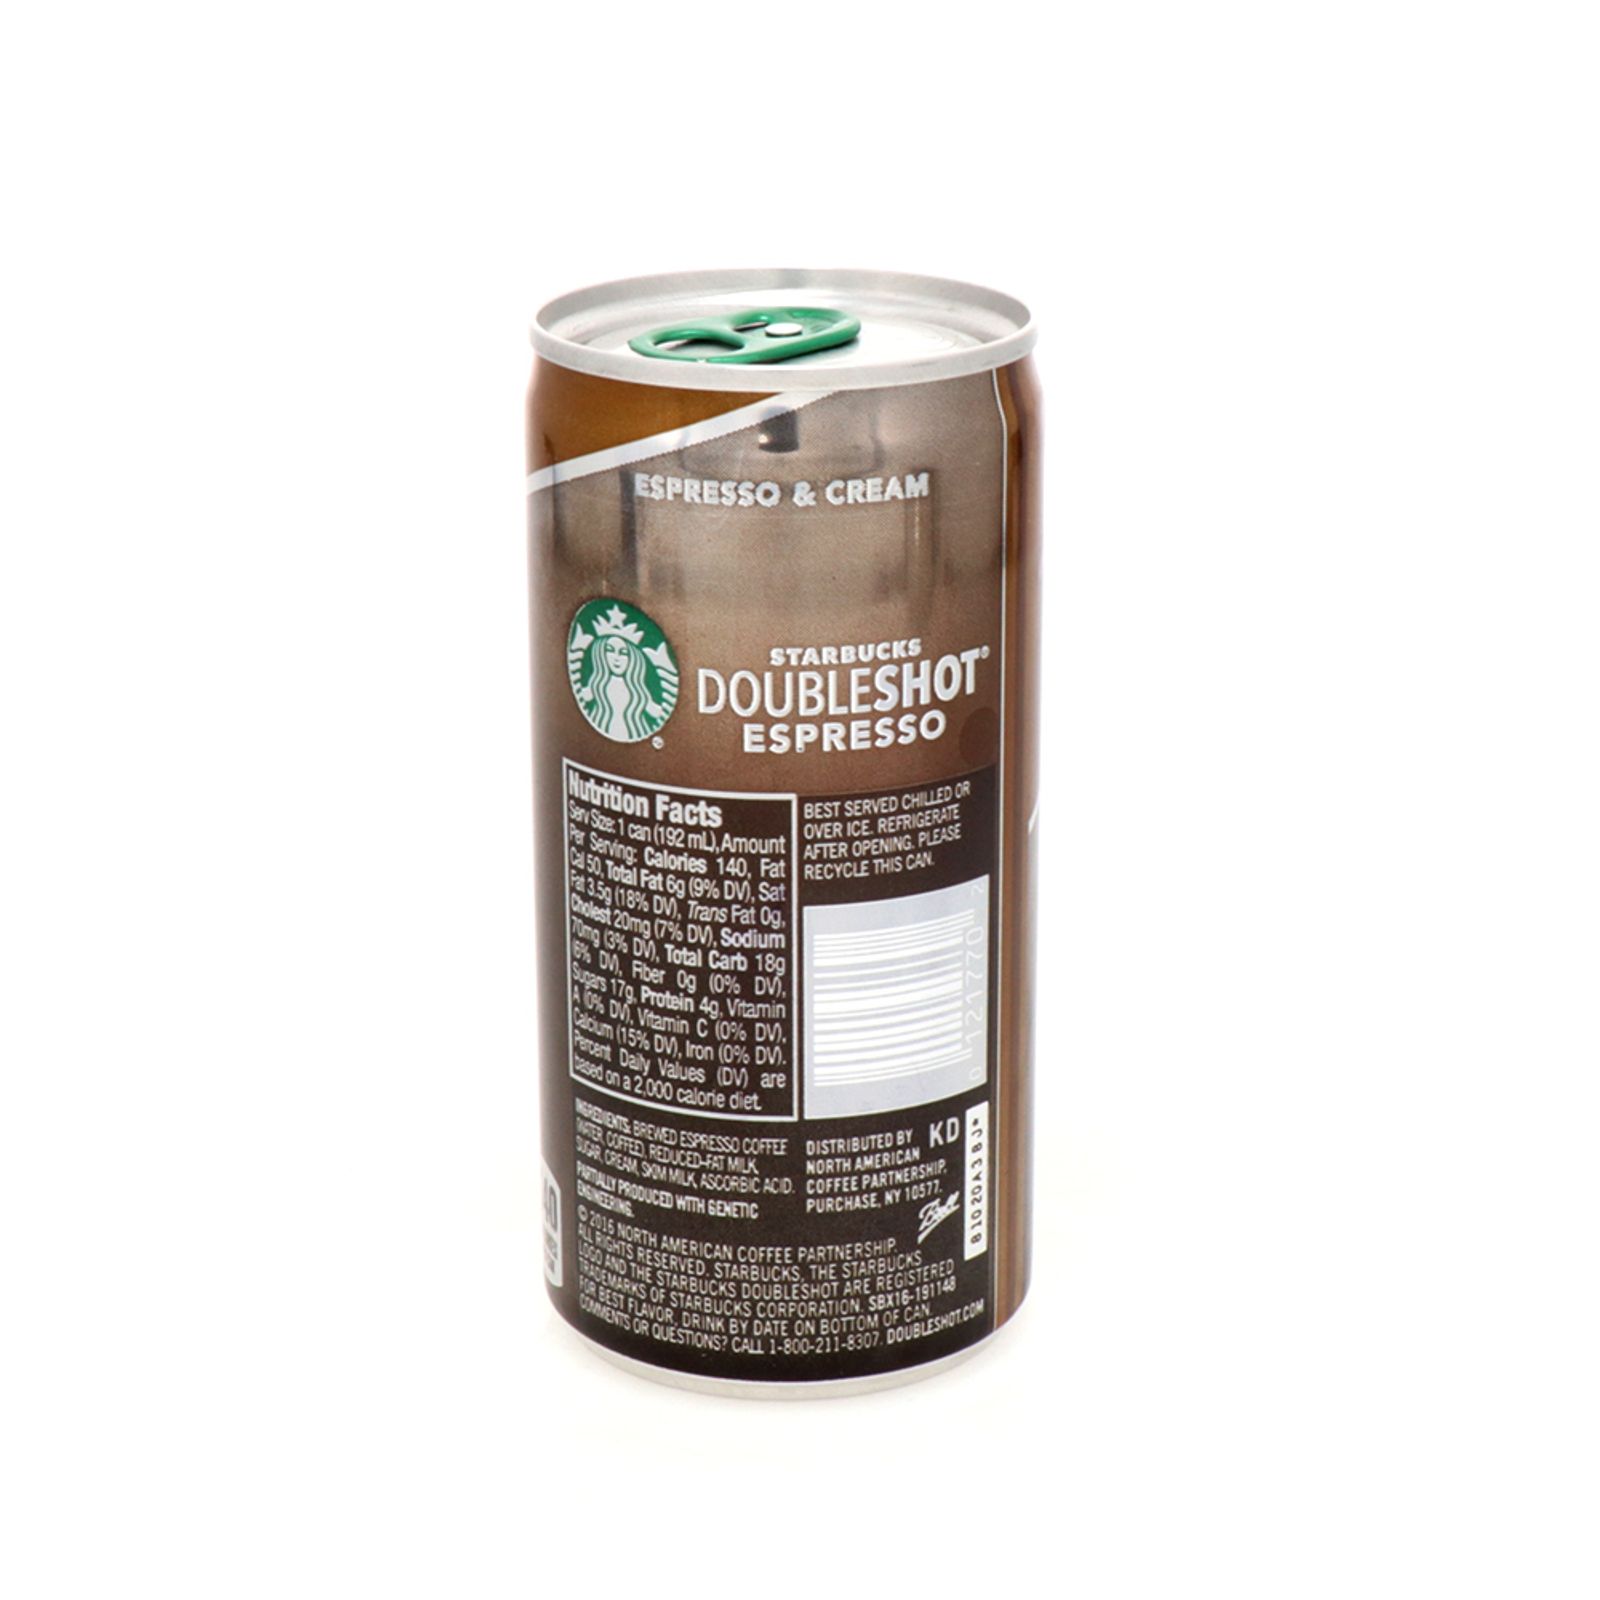 ESPRESSO & CREAM
STARBUCKS
DOUBLESHOT®
ESPRESSO
Nutrition Facts
Serv Size: 1 can (192 mL), Amount
Per Serving: Calories 140, Fat
Cal 50, Total Fat 6g (9% DV), Sat
Fat 3.5g (18% DV), Trans Fat 0g,
Cholest 20mg (7% DV), Sodium
70mg (3% DV), Total Carb 18g
(6% DV), Fiber 0g (0% DV),
Sugars 17g, Protein 4g, Vitamin
A (0% DV), Vitamin C (0% DV),
Calcium (15% DV), Iron (0% DV).
Percent Daily Values (DV) are
based on a 2,000 calorie diet.
BEST SERVED CHILLED OR
OVER ICE. REFRIGERATE
AFTER OPENING. PLEASE
RECYCLE THIS CAN.
0 121770 2
INGREDIENTS: BREWED ESPRESSO COFFEE
(WATER, COFFEE), REDUCED-FAT MILK,
SUGAR, CREAM, SKIM MILK, ASCORBIC ACID.
PARTIALLY PRODUCED WITH GENETIC
ENGINEERING.
DISTRIBUTED BY
NORTH AMERICAN
COFFEE PARTNERSHIP,
PURCHASE, NY 10577.
KD
Ball
81020A38J*
© 2016 NORTH AMERICAN COFFEE PARTNERSHIP.
ALL RIGHTS RESERVED. STARBUCKS, THE STARBUCKS
LOGO AND THE STARBUCKS DOUBLESHOT ARE REGISTERED
TRADEMARKS OF STARBUCKS CORPORATION. SBX16-191148
FOR BEST FLAVOR, DRINK BY DATE ON BOTTOM OF CAN.
COMMENTS OR QUESTIONS? CALL 1-800-211-8307. DOUBLESHOT.COM